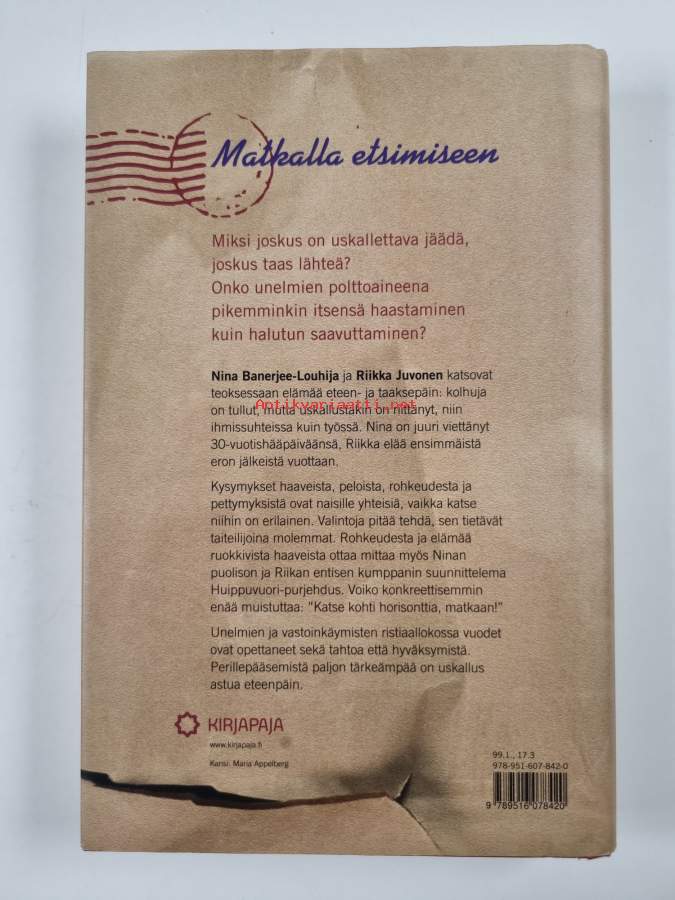 Matkalla etsimiseen
Miksi joskus on uskallettava jäädä,
joskus taas lähteä?
Onko unelmien polttoaineena
pikemminkin itsensä haastaminen
kuin halutun saavuttaminen?
Nina Banerjee-Louhija ja Riikka Juvonen katsovat
teoksessaan elämää eteen- ja taaksepäin: kolhuja
Antikvariaatti.net
on tullut, mutta uskallustakin on riittänyt, niin
ihmissuhteissa kuin työssä. Nina on juuri viettänyt
30-vuotishääpäiväänsä, Riikka elää ensimmäistä
eron jälkeistä vuottaan.
Kysymykset haaveista, peloista, rohkeudesta ja
pettymyksistä ovat naisille yhteisiä, vaikka katse
niihin on erilainen. Valintoja pitää tehdä, sen tietävät
taiteilijoina molemmat. Rohkeudesta ja elämää
ruokkivista haaveista ottaa mittaa myös Ninan
puolison ja Riikan entisen kumppanin suunnittelema
Huippuvuori-purjehdus. Voiko konkreettisemmin
enää muistuttaa: "Katse kohti horisonttia, matkaan!"
Unelmien ja vastoinkäymisten ristiaallokossa vuodet
ovat opettaneet sekä tahtoa että hyväksymistä.
Perillepääsemistä paljon tärkeämpää on uskallus
astua eteenpäin.
KIRJAPAJA
www.kirjapaja.fi
Kansi: Maria Appelberg
99.1., 17.3
978-951-607-842-0
9 789516 078420